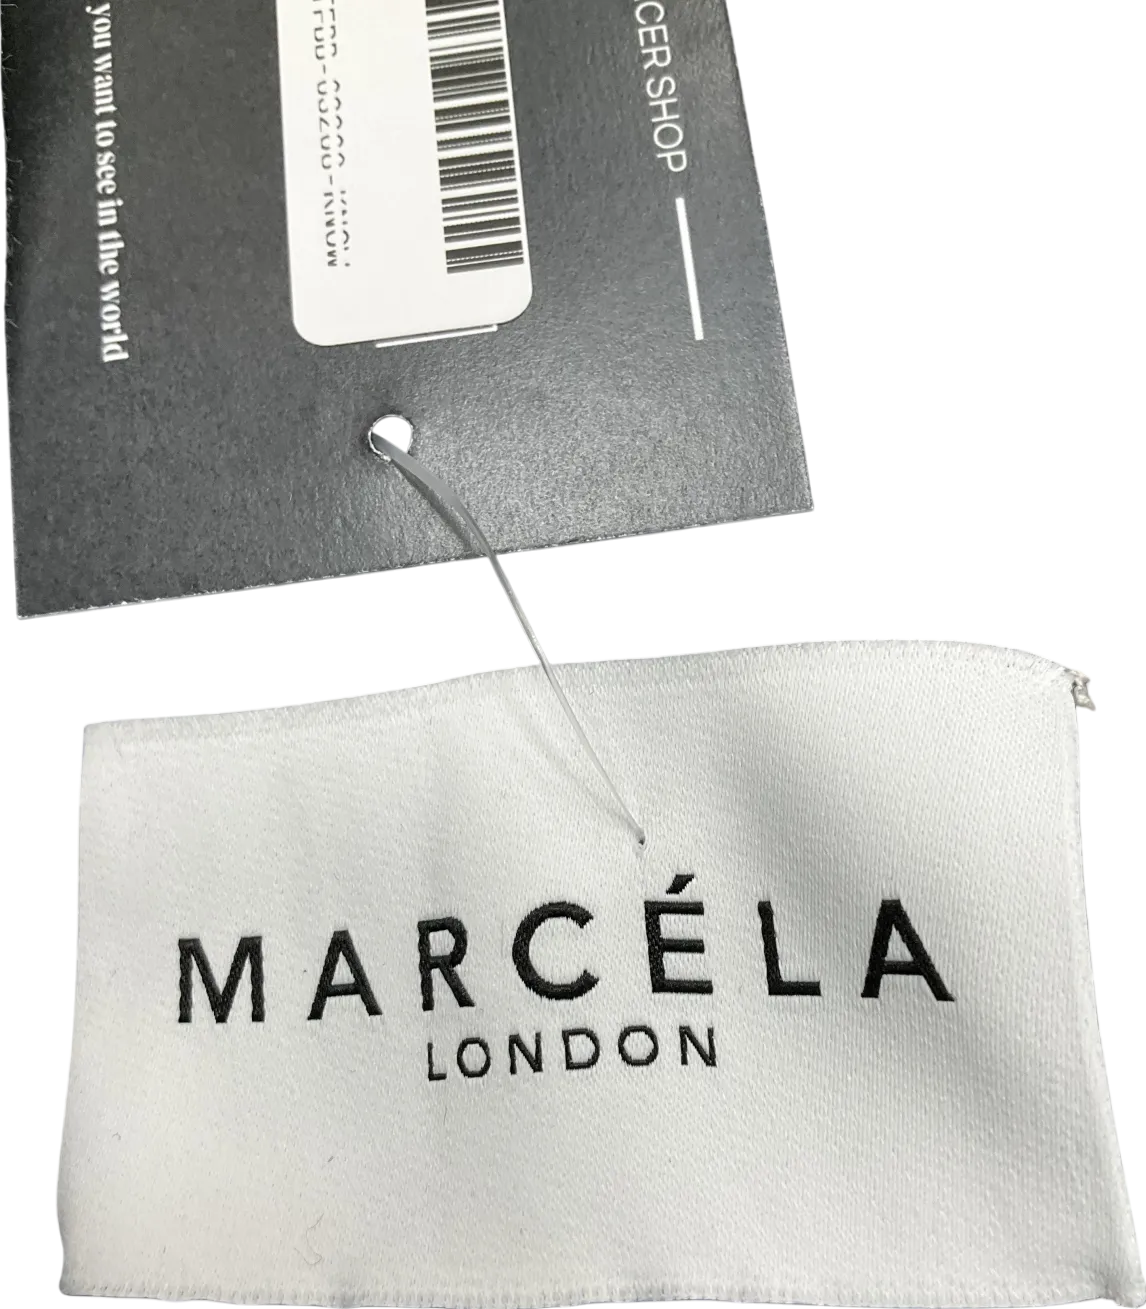 you want to see in the world
CER SHOP
MARCÉLA
LONDON